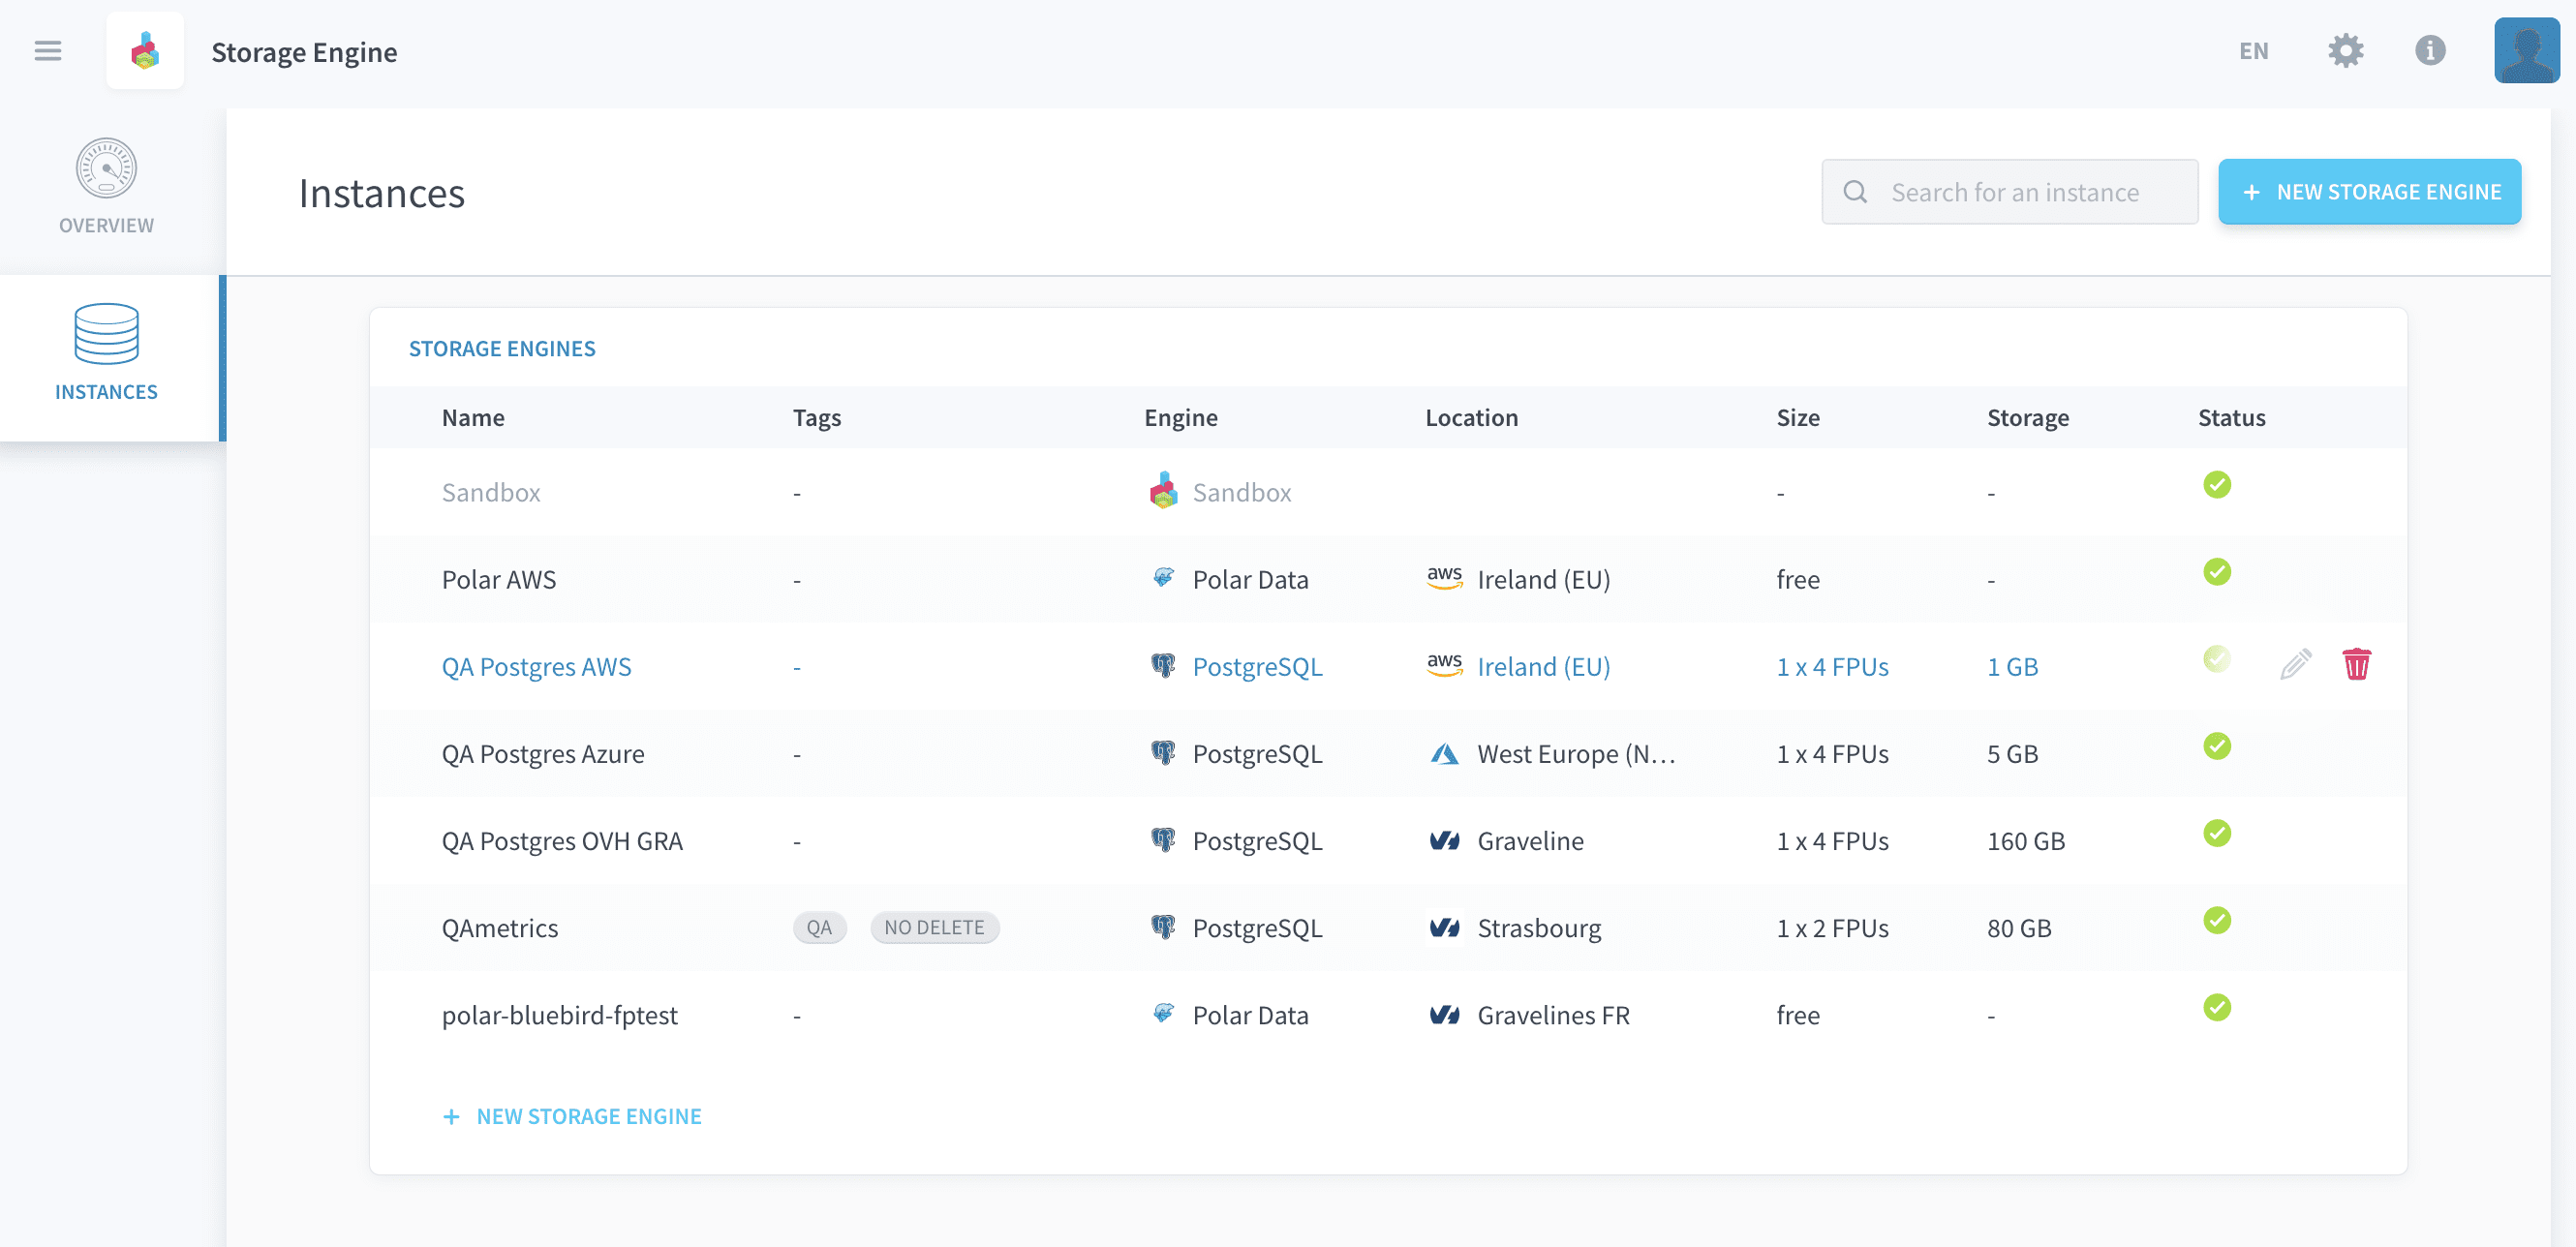 Storage Engine
EN
OVERVIEW
INSTANCES
Instances
Search for an instance
+ NEW STORAGE ENGINE
STORAGE ENGINES
Name Tags Engine Location Size Storage Status
Sandbox - Sandbox - -
Polar AWS - Polar Data aws Ireland (EU) free -
QA Postgres AWS - PostgreSQL aws Ireland (EU) 1 x 4 FPUs 1 GB
QA Postgres Azure - PostgreSQL West Europe (N... 1 x 4 FPUs 5 GB
QA Postgres OVH GRA - PostgreSQL Graveline 1 x 4 FPUs 160 GB
QAmetrics QA NO DELETE PostgreSQL Strasbourg 1 x 2 FPUs 80 GB
polar-bluebird-fptest - Polar Data Gravelines FR free -
+ NEW STORAGE ENGINE